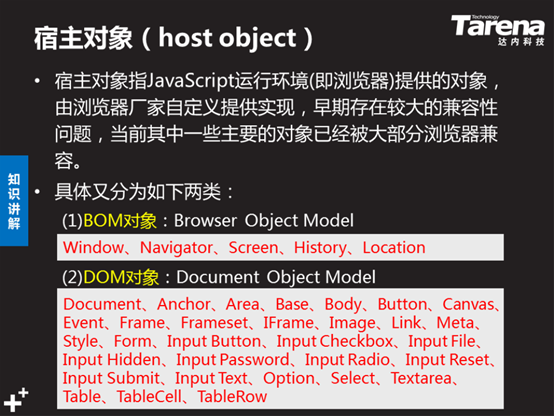 宿主对象（host object）
Technology
Tarena
达内科技
• 宿主对象指JavaScript运行环境(即浏览器)提供的对象，
由浏览器厂家自定义提供实现，早期存在较大的兼容性
问题，当前其中一些主要的对象已经被大部分浏览器兼
容。
知识讲解
• 具体又分为如下两类：
(1)BOM对象：Browser Object Model
Window、Navigator、Screen、History、Location
(2)DOM对象：Document Object Model
Document、Anchor、Area、Base、Body、Button、Canvas、
Event、Frame、Frameset、IFrame、Image、Link、Meta、
Style、Form、Input Button、Input Checkbox、Input File、
Input Hidden、Input Password、Input Radio、Input Reset、
Input Submit、Input Text、Option、Select、Textarea、
Table、TableCell、TableRow